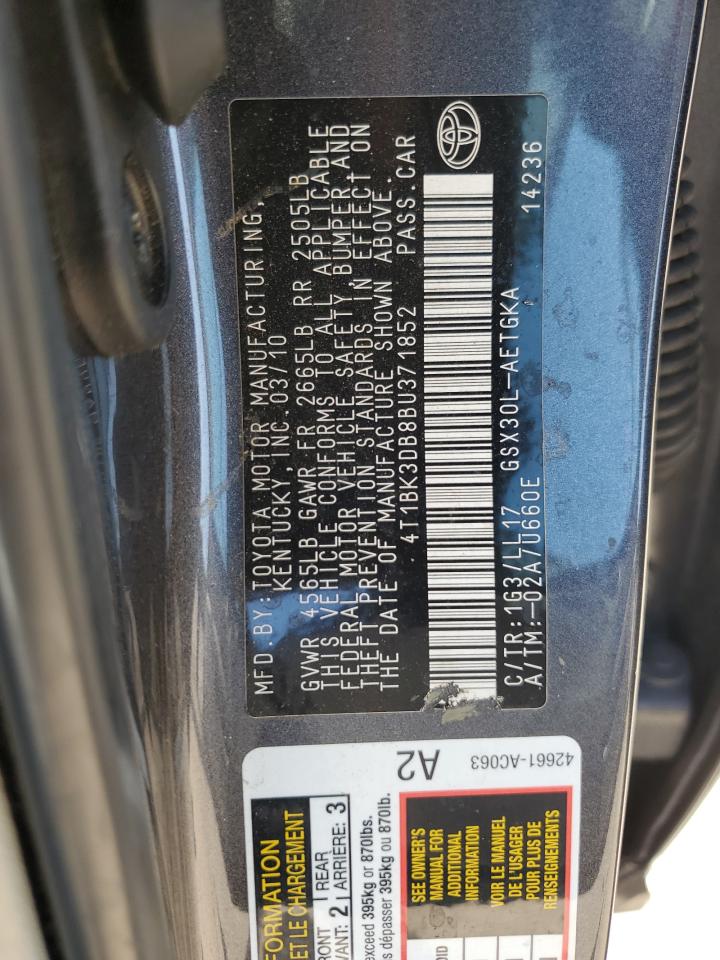 MFD.BY:TOYOTA MOTOR MANUFACTURING,
KENTUCKY,INC.03/10
GVWR 4565LB GAWR FR 2665LB RR 2505LB
THIS VEHICLE CONFORMS TO ALL APPLICABLE
FEDERAL MOTOR VEHICLE SAFETY,BUMPER,AND
THEFT PREVENTION STANDARDS IN EFFECT ON
THE DATE OF MANUFACTURE SHOWN ABOVE.
4T1BK3DB8BU371852 PASS.CAR
C/TR:1G3/LL17 GSX30L-AETGKA
A/TM:-02A/U660E 14236
A2
42661-AC063
ET LE CHARGEMENT
2 REAR
ARRIÈRE: 3
exceed 395kg or 870lbs.
dépasser 395kg ou 870lb.
SEE OWNER'S
MANUAL FOR
ADDITIONAL
INFORMATION
VOIR LE MANUEL
DE L'USAGER
POUR PLUS DE
RENSEIGNEMENTS